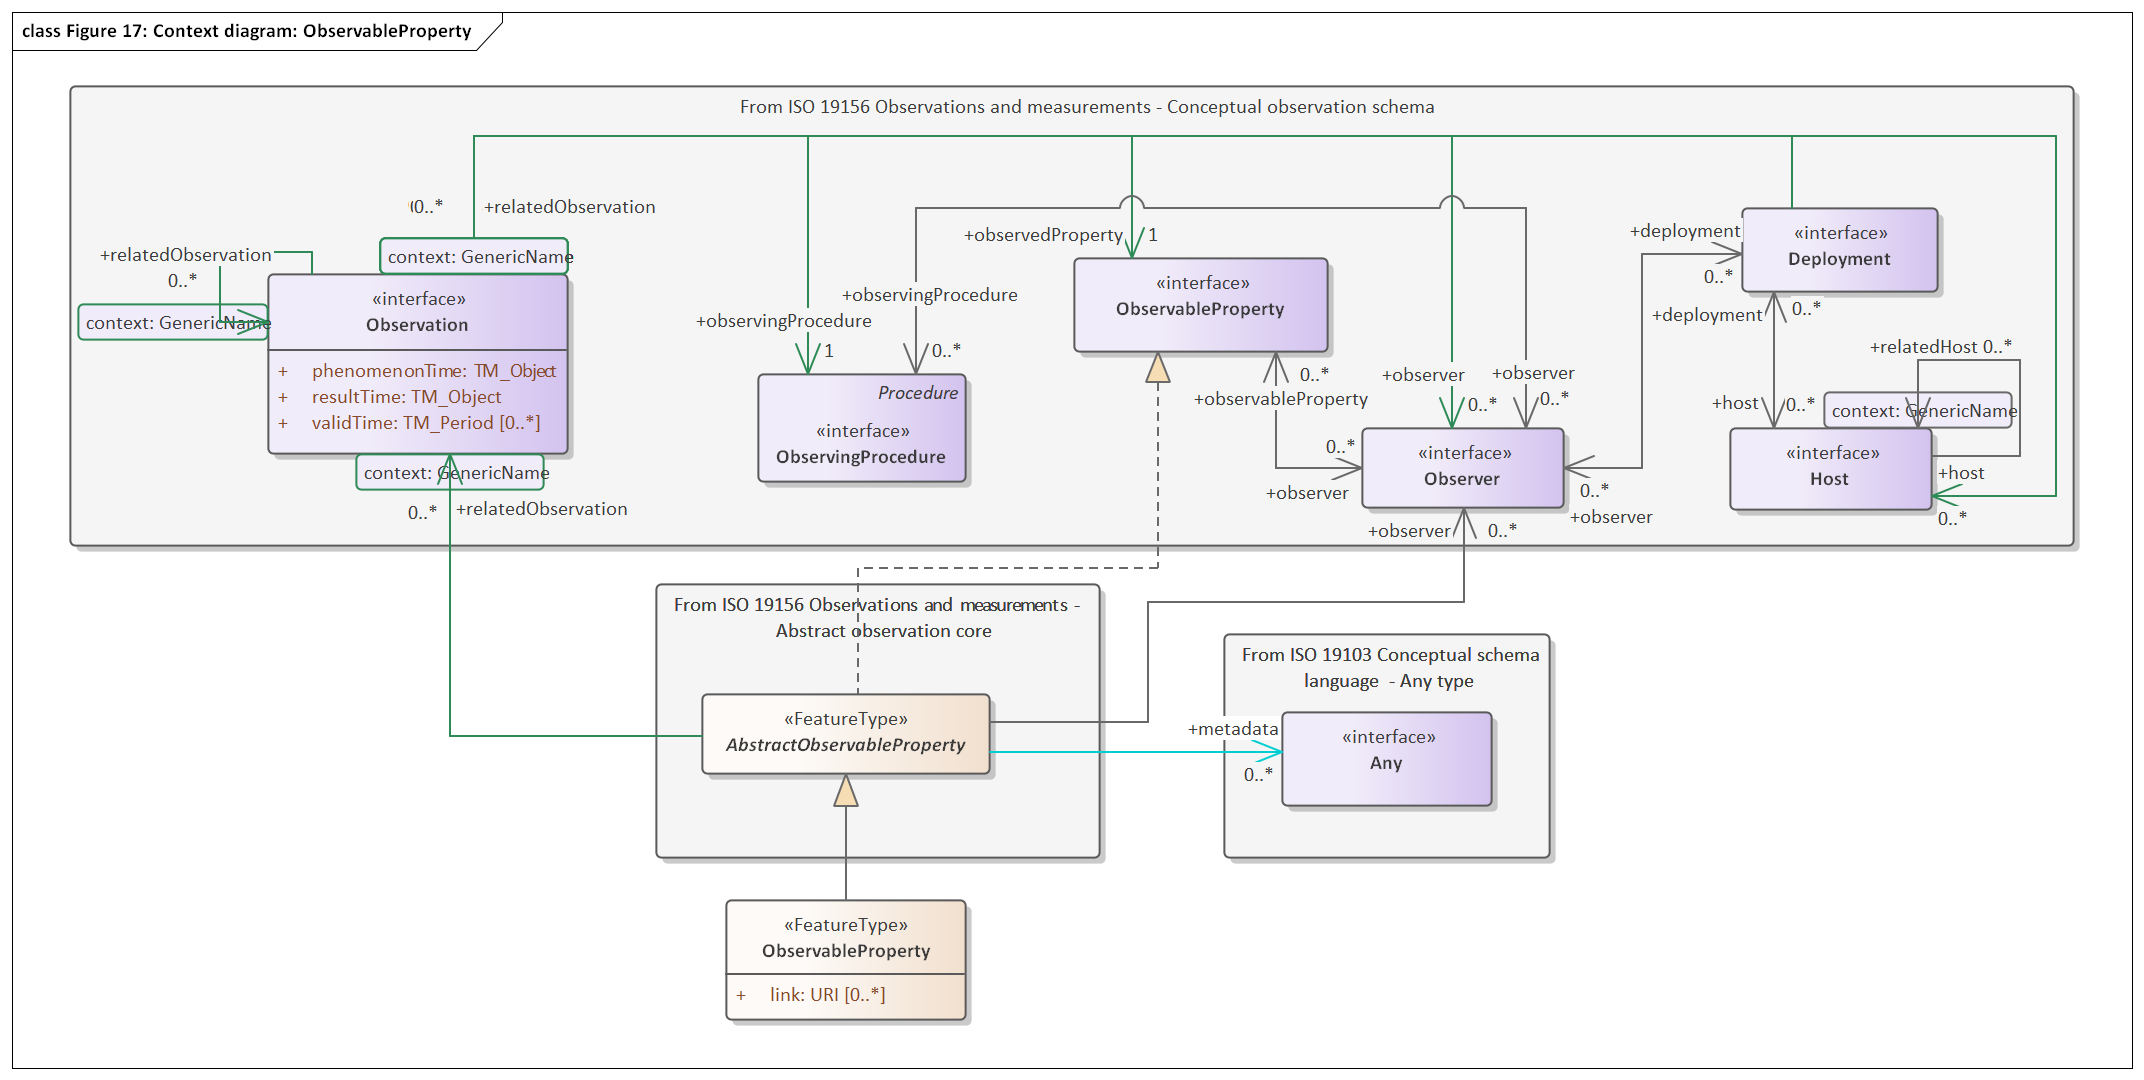 class Figure 17: Context diagram: ObservableProperty
From ISO 19156 Observations and measurements - Conceptual observation schema
0..*
+relatedObservation
+relatedObservation
0..*
context: GenericName
context: GenericName
«interface»
Observation
+ phenomenonTime: TM_Object
+ resultTime: TM_Object
+ validTime: TM_Period [0..*]
context: GenericName
0..*
+relatedObservation
+observingProcedure
1
+observingProcedure
0..*
Procedure
«interface»
ObservingProcedure
+observedProperty
1
«interface»
ObservableProperty
0..*
+observableProperty
0..*
+observer
+observer
0..*
+observer
0..*
«interface»
Observer
0..*
+observer
+observer
0..*
+deployment
0..*
«interface»
Deployment
+deployment
0..*
+host
0..*
+relatedHost 0..*
context: GenericName
«interface»
Host
+host
0..*
From ISO 19156 Observations and measurements -
Abstract observation core
«FeatureType»
AbstractObservableProperty
From ISO 19103 Conceptual schema
language - Any type
+metadata
0..*
«interface»
Any
«FeatureType»
ObservableProperty
+ link: URI [0..*]